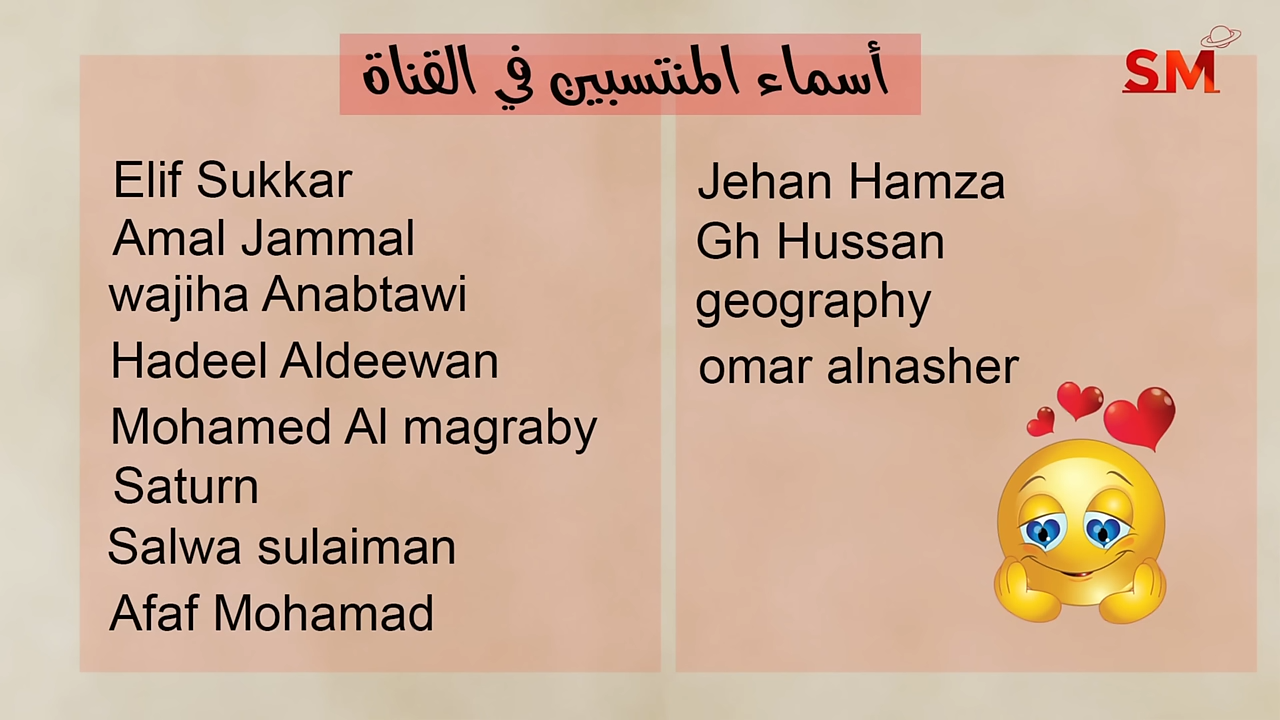 أسماء المنتسبين في القناة
SM
Elif Sukkar
Amal Jammal
wajiha Anabtawi
Hadeel Aldeewan
Mohamed Al magraby
Saturn
Salwa sulaiman
Afaf Mohamad
Jehan Hamza
Gh Hussan
geography
omar alnasher